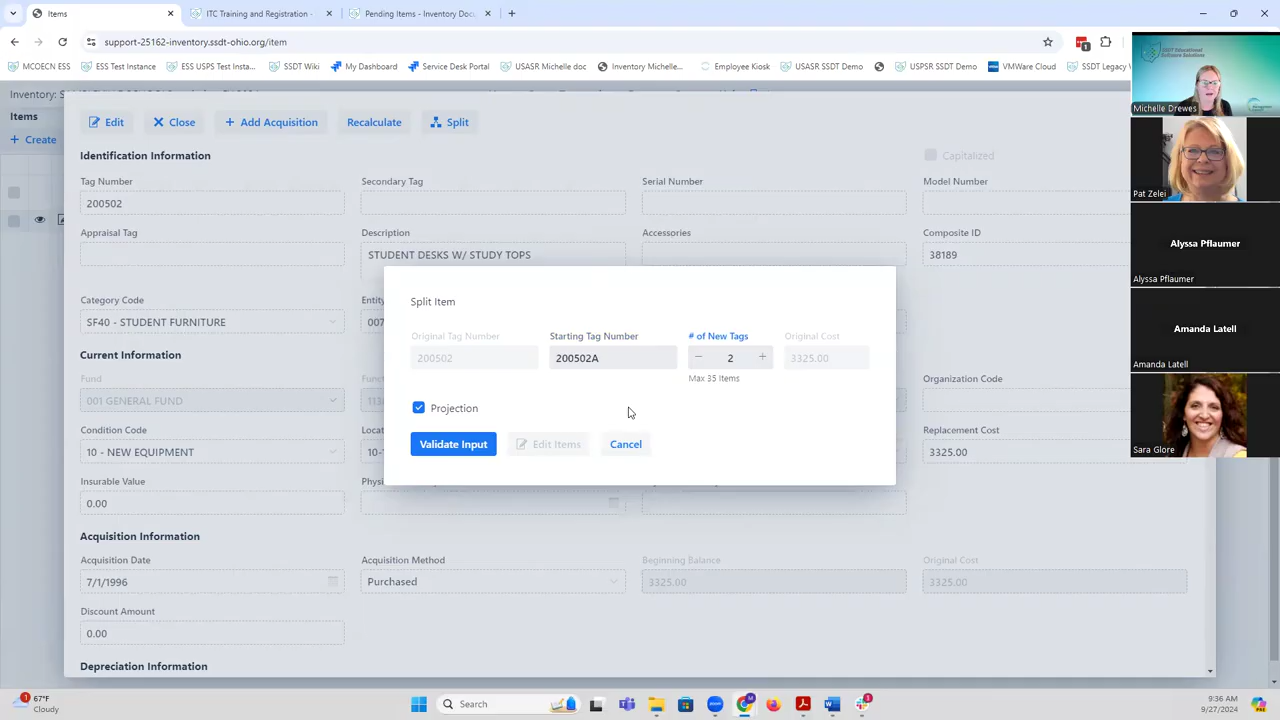 Items
ITC Training and Registration -
Pending Items - Inventory Docu
support-25162-inventory.ssdt-ohio.org/item
MCOECN ESS
ESS Test Instance
ESS USPS Test Instance
SSDT Wiki
My Dashboard
Service Desk
USASR Michelle doc
Inventory Michelle...
Employee Kiosk
USASR SSDT Demo
USPSR SSDT Demo
VMWare Cloud
SSDT Legacy W
Items
Create
Edit
Close
Add Acquisition
Recalculate
Split
Identification Information
Capitalized
Tag Number
Secondary Tag
Serial Number
Model Number
200502
Appraisal Tag
Description
Accessories
Composite ID
STUDENT DESKS W/ STUDY TOPS
38189
Category Code
SF40 - STUDENT FURNITURE
007
Current Information
Fund
Organization Code
001 GENERAL FUND
Condition Code
Replacement Cost
10 - NEW EQUIPMENT
3325.00
Insurable Value
0.00
Acquisition Information
Acquisition Date
Acquisition Method
Beginning Balance
Original Cost
7/1/1996
Purchased
3325.00
3325.00
Discount Amount
0.00
Depreciation Information
Split Item
Original Tag Number
Starting Tag Number
# of New Tags
Original Cost
200502
200502A
2
3325.00
Max 35 Items
Projection
Validate Input
Edit Items
Cancel
Michelle Drewes
Pat Zelei
Alyssa Pflaumer
Alyssa Pflaumer
Amanda Latell
Amanda Latell
Sara Glore
67°F
Cloudy
Search
9:36 AM
9/27/2024